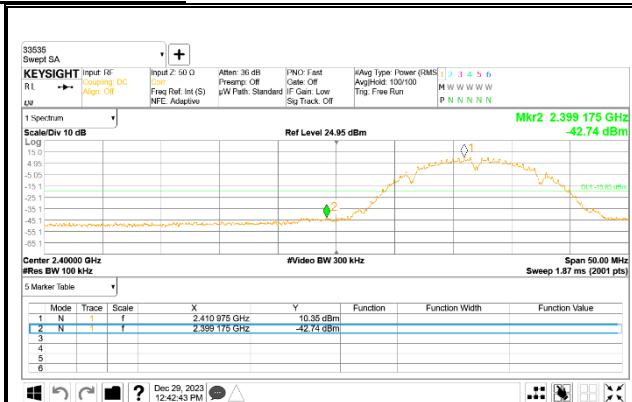 33535
Swept SA
KEYSIGHT Input: RF Input Z: 50 Ω Atten: 36 dB PNO: Fast #Avg Type: Power (RMS 1 2 3 4 5 6
R L Coupling: DC Corr Preamp: Off Gate: Off Avg|Hold: 100/100 M W W W W W
Align: Off Freq Ref: Int (S) µW Path: Standard IF Gain: Low Trig: Free Run
NFE: Adaptive Sig Track: Off P N N N N N
1 Spectrum Mkr2 2.399 175 GHz
Scale/Div 10 dB Ref Level 24.95 dBm -42.74 dBm
Log
15.0
4.95
-5.05
-15.1
-25.1
-35.1
-45.1
-55.1
-65.1
1
2
Center 2.40000 GHz #Video BW 300 kHz Span 50.00 MHz
#Res BW 100 kHz Sweep 1.87 ms (2001 pts)
5 Marker Table
Mode Trace Scale X Y Function Function Width Function Value
1 N 1 f 2.410 975 GHz 10.35 dBm
2 N 1 f 2.399 175 GHz -42.74 dBm
3
4
5
6
? Dec 29, 2023
12:42:43 PM